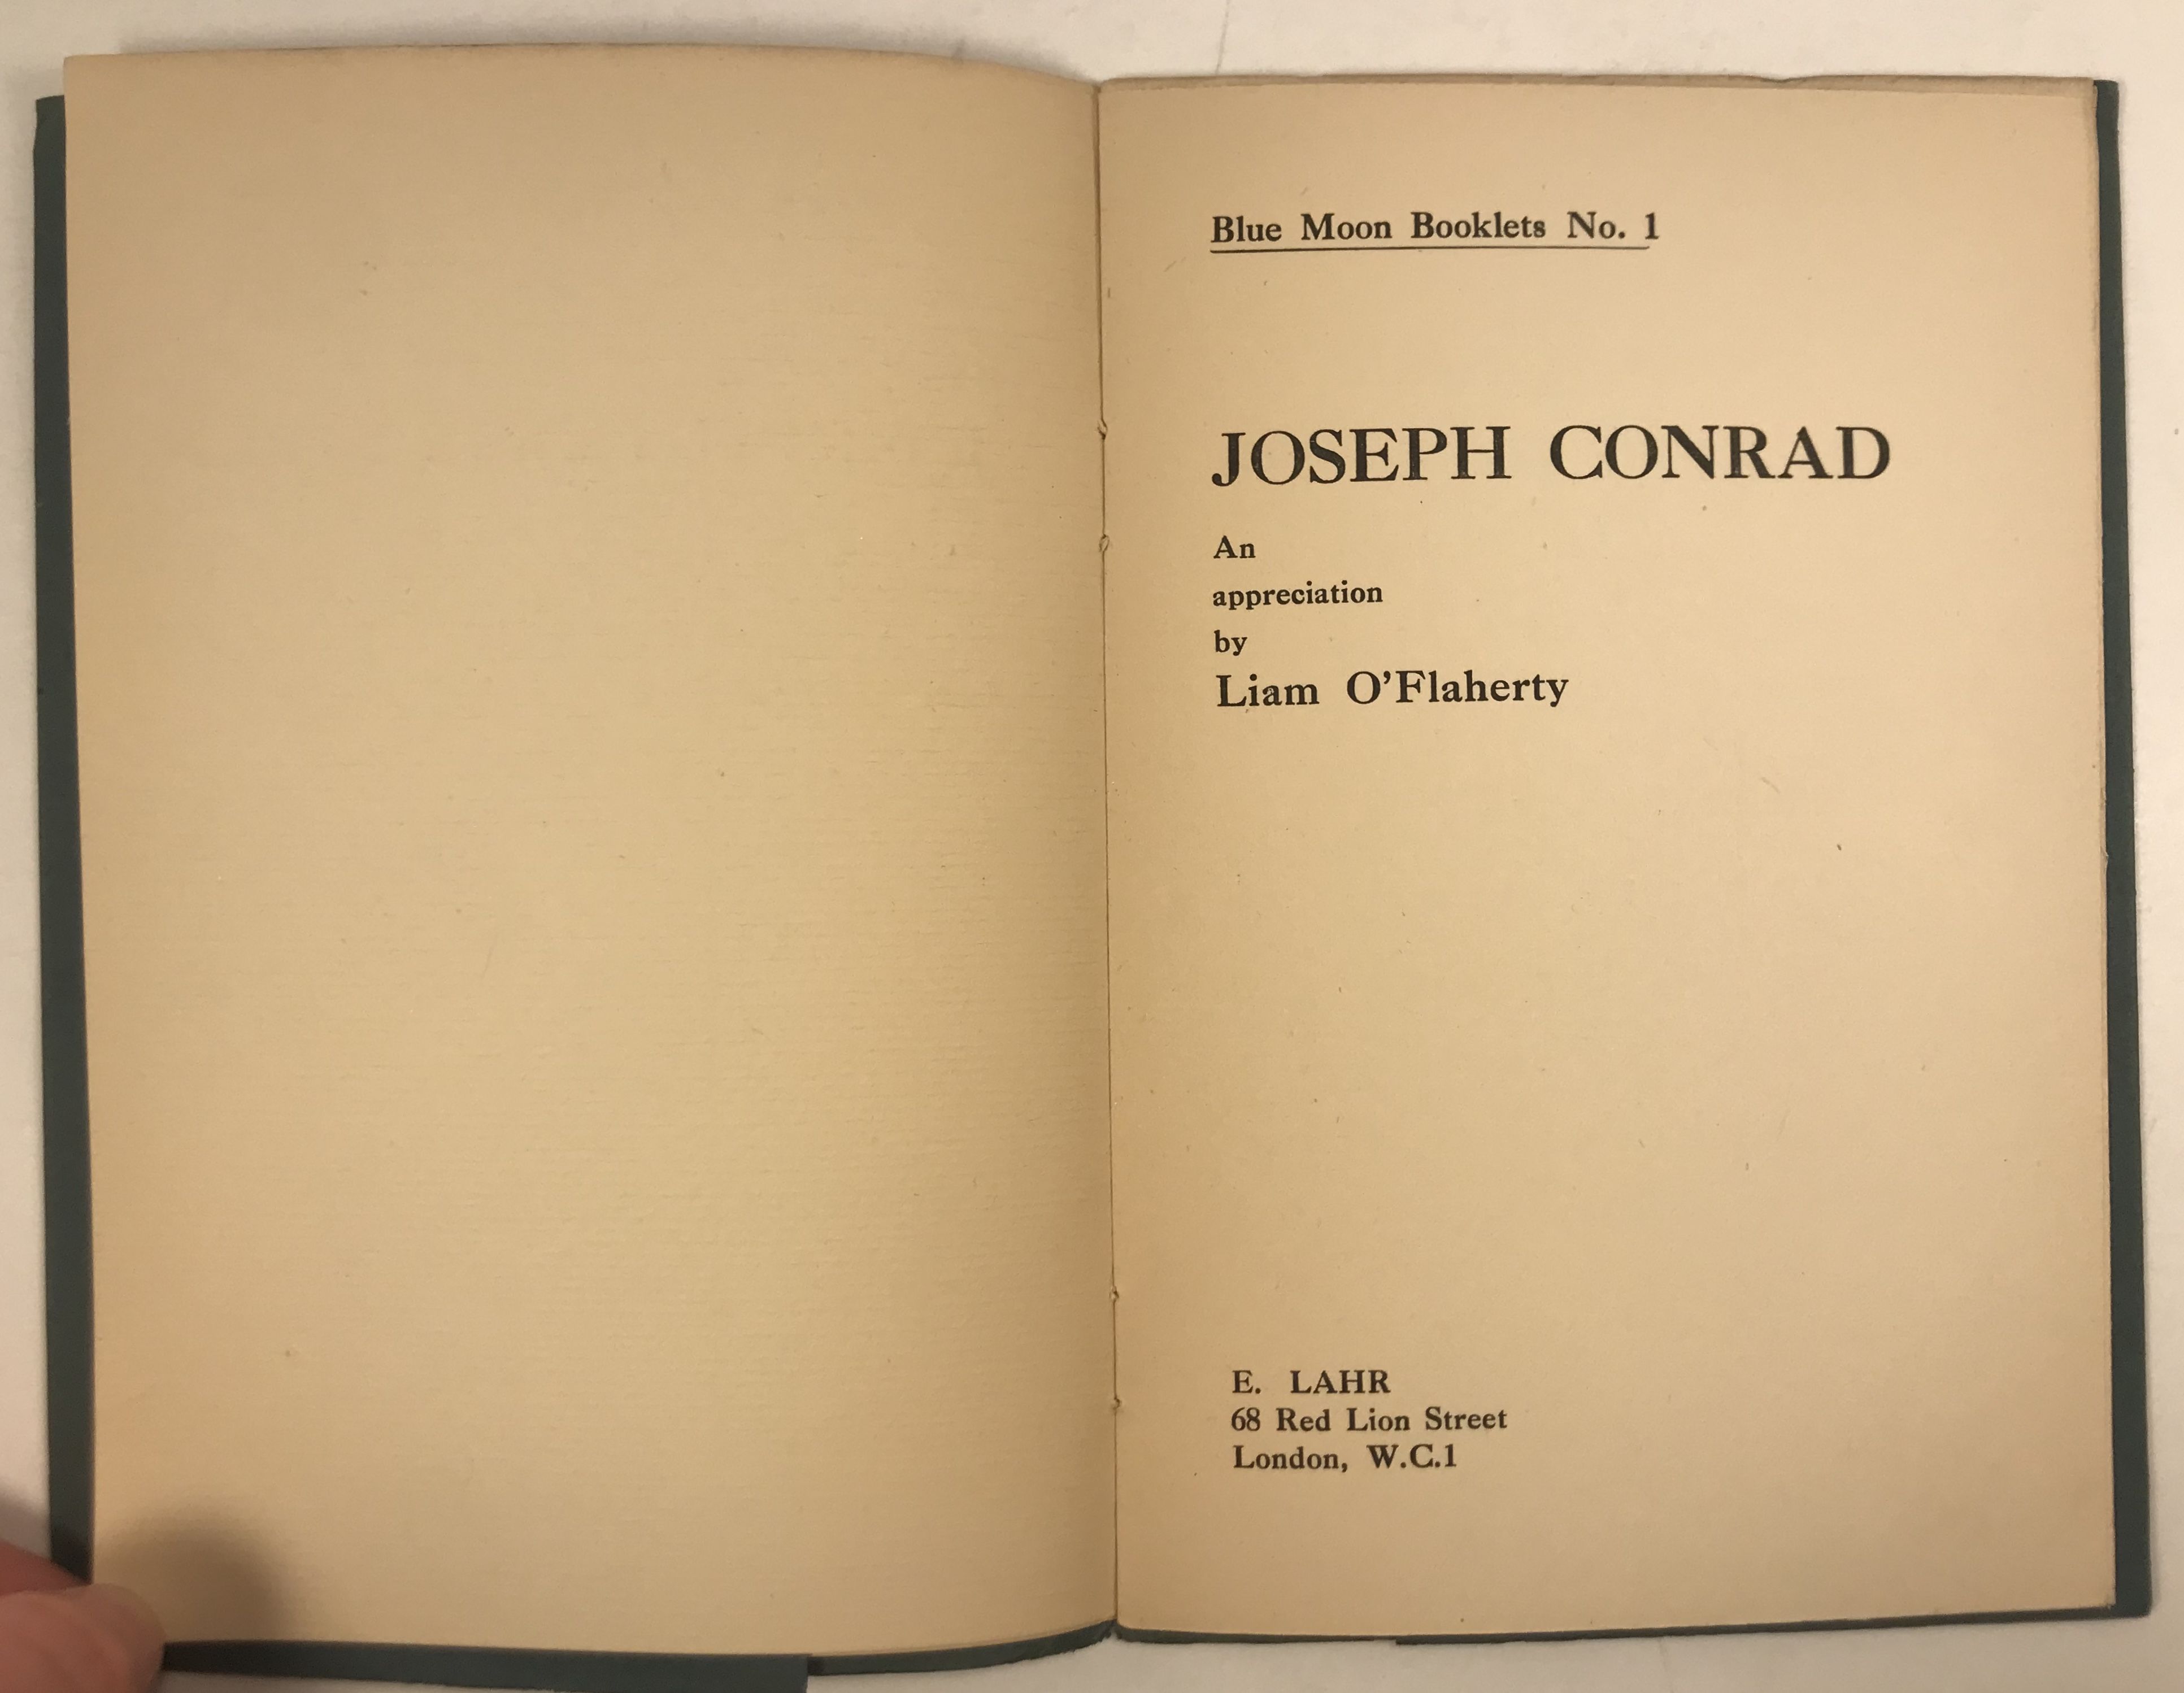 Blue Moon Booklets No. 1
JOSEPH CONRAD
An
appreciation
by
Liam O’Flaherty
E. LAHR
68 Red Lion Street
London, W.C.1